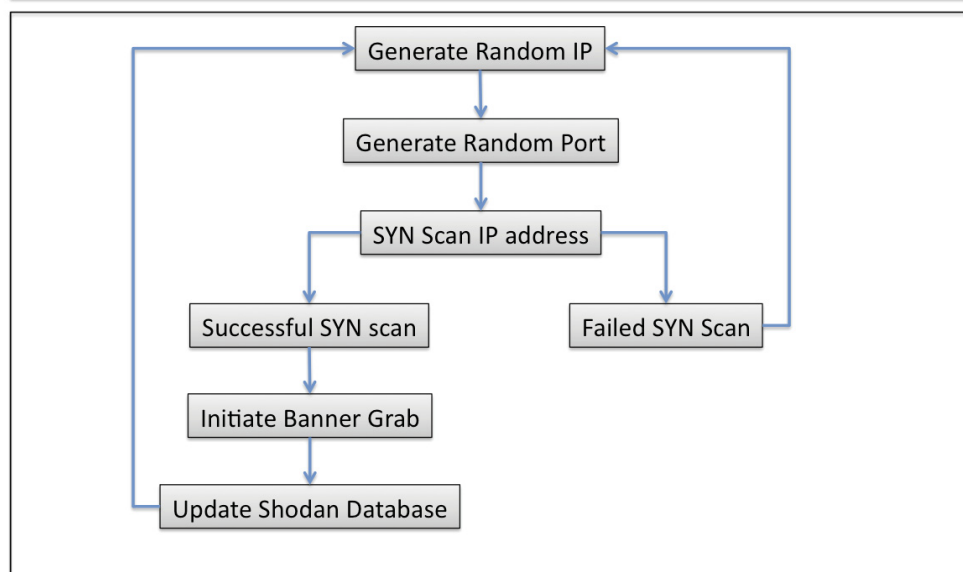 Generate Random IP
Generate Random Port
SYN Scan IP address
Successful SYN scan
Failed SYN Scan
Initiate Banner Grab
Update Shodan Database